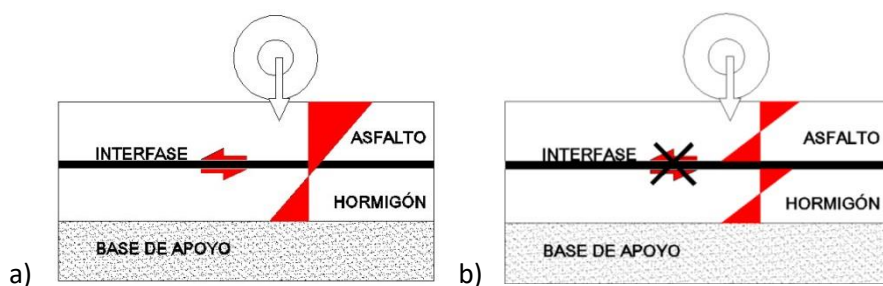 ASFALTO
INTERFASE
HORMIGÓN
BASE DE APOYO
a)
ASFALTO
INTERFASE
HORMIGÓN
BASE DE APOYO
b)